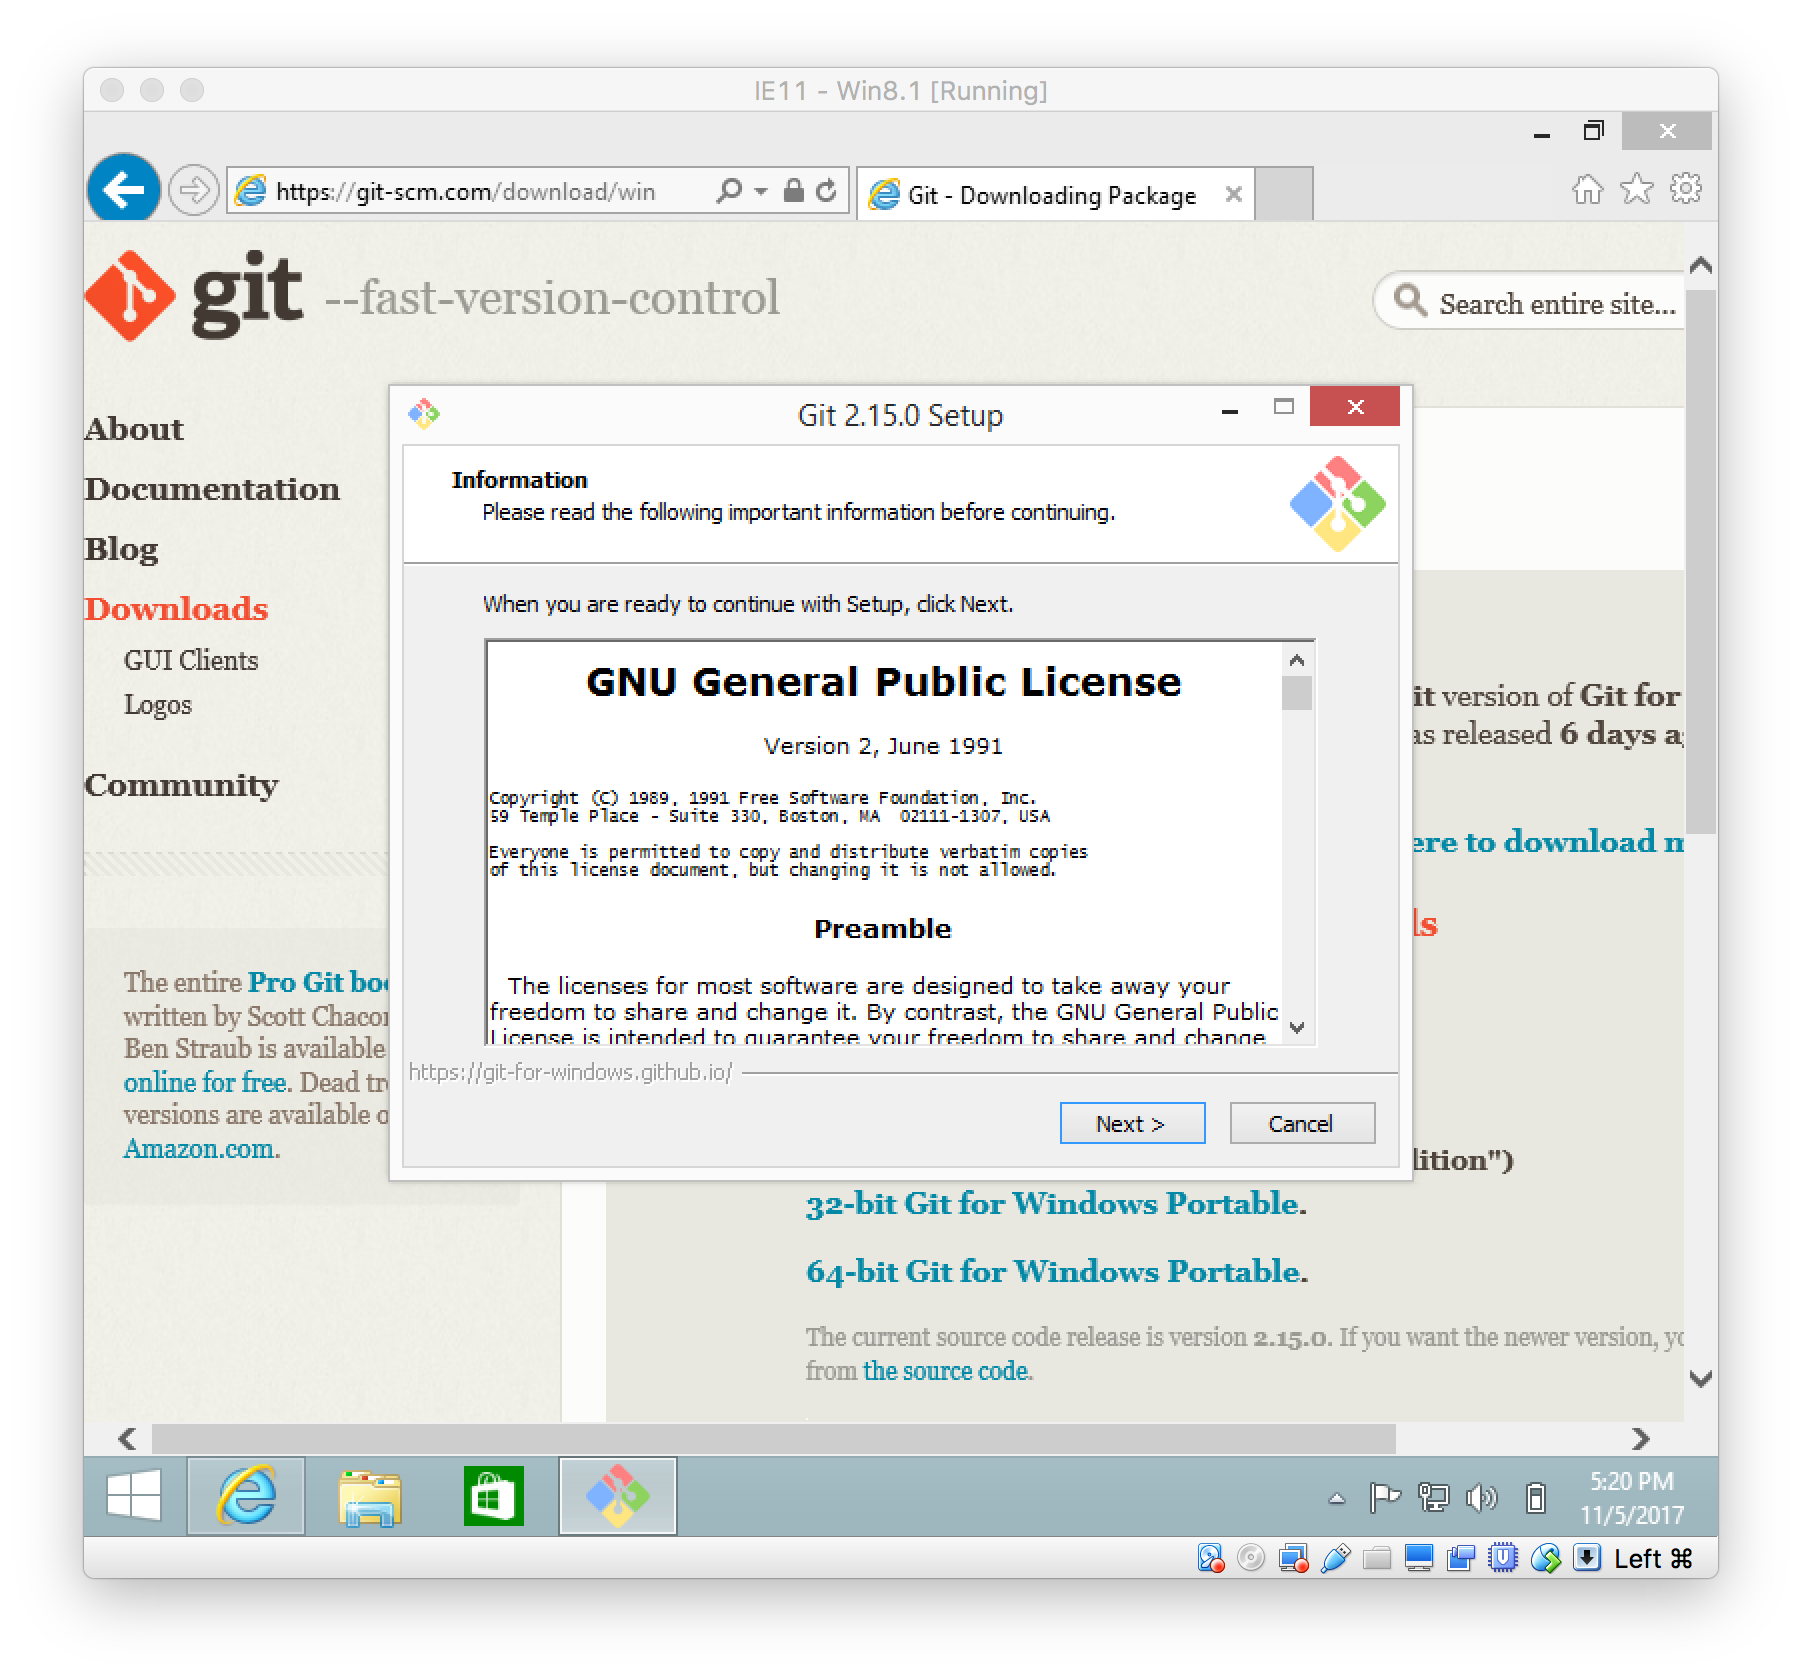 IE11 - Win8.1 [Running]
https://git-scm.com/download/win
Git - Downloading Package
git --fast-version-control
Search entire site...
About
Documentation
Blog
Downloads
GUI Clients
Logos
Community
The entire Pro Git
written by Scott
Ben Straub is available
online for free. Dead
versions are available
Amazon.com.
Git 2.15.0 Setup
Information
Please read the following important information before continuing.
When you are ready to continue with Setup, click Next.
GNU General Public License
Version 2, June 1991
Copyright (C) 1989, 1991 Free Software Foundation, Inc.
59 Temple Place - Suite 330, Boston, MA  02111-1307, USA
Everyone is permitted to copy and distribute verbatim copies
of this license document, but changing it is not allowed.
Preamble
The licenses for most software are designed to take away your
freedom to share and change it. By contrast, the GNU General Public
License is intended to guarantee your freedom to share and change
https://git-for-windows.github.io/
Next >
Cancel
version of Git for
released 6 days
to download
32-bit Git for Windows Portable.
64-bit Git for Windows Portable.
The current source code release is version 2.15.0. If you want the newer version,
from the source code.
5:20 PM
11/5/2017
Left ⌘